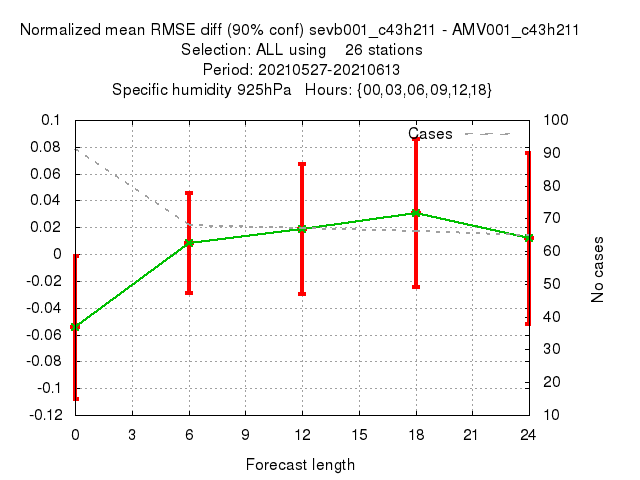 Normalized mean RMSE diff (90% conf) sevb001_c43h211 - AMV001_c43h211
Selection: ALL using 26 stations
Period: 20210527-20210613
Specific humidity 925hPa Hours: {00,03,06,09,12,18}
Cases
0.1
0.08
0.06
0.04
0.02
0
-0.02
-0.04
-0.06
-0.08
-0.1
-0.12
100
90
80
70
60
50
40
30
20
10
No cases
0 3 6 9 12 15 18 21 24
Forecast length